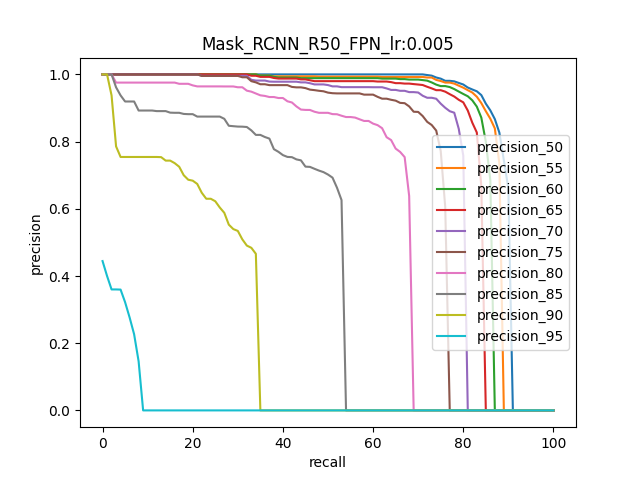 Mask_RCNN_R50_FPN_lr:0.005
precision
1.0
0.8
0.6
0.4
0.2
0.0
precision_50
precision_55
precision_60
precision_65
precision_70
precision_75
precision_80
precision_85
precision_90
precision_95
0 20 40 60 80 100
recall